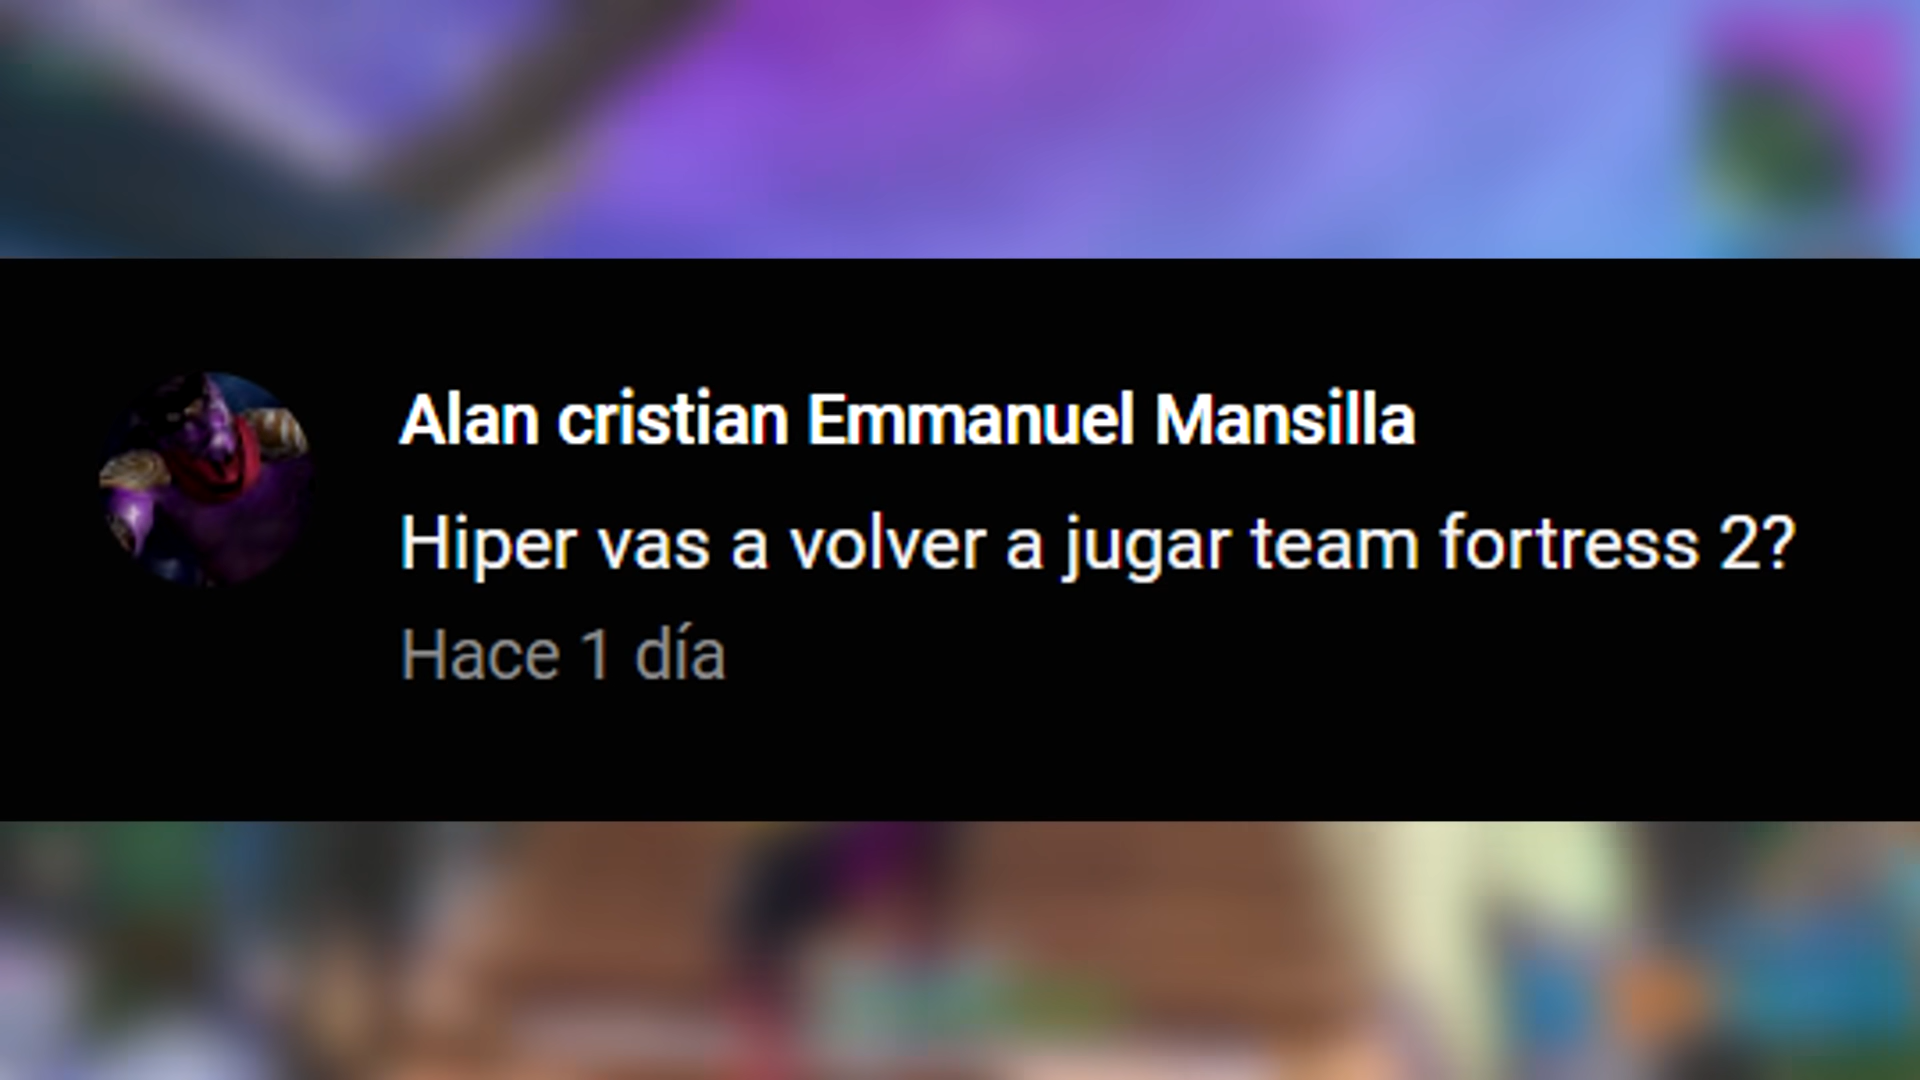 Alan cristian Emmanuel Mansilla
Hiper vas a volver a jugar team fortress 2?
Hace 1 día